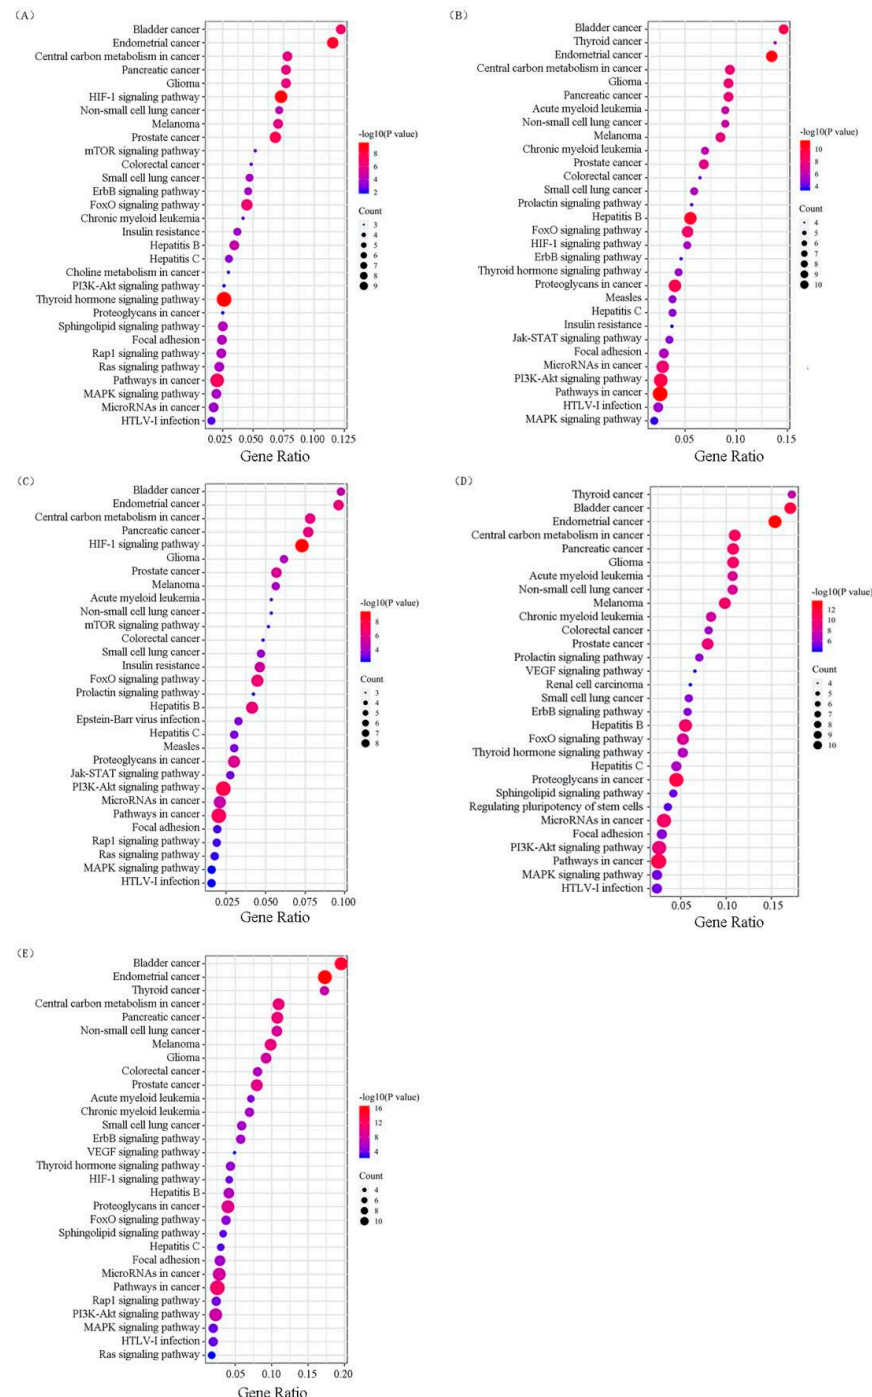 (A)
Bladder cancer
Endometrial cancer
Central carbon metabolism in cancer
Pancreatic cancer
Glioma
HIF-1 signaling pathway
Non-small cell lung cancer
Melanoma
Prostate cancer
mTOR signaling pathway
Colorectal cancer
Small cell lung cancer
ErbB signaling pathway
FoxO signaling pathway
Chronic myeloid leukemia
Insulin resistance
Hepatitis B
Hepatitis C
Choline metabolism in cancer
PI3K-Akt signaling pathway
Thyroid hormone signaling pathway
Proteoglycans in cancer
Sphingolipid signaling pathway
Focal adhesion
Rap1 signaling pathway
Ras signaling pathway
Pathways in cancer
MAPK signaling pathway
MicroRNAs in cancer
HTLV-I infection
0.025 0.050 0.075 0.100 0.125
Gene Ratio
-log10(P value)
8
6
4
2
Count
3
4
5
6
7
8
9
(B)
Bladder cancer
Thyroid cancer
Endometrial cancer
Central carbon metabolism in cancer
Glioma
Pancreatic cancer
Acute myeloid leukemia
Non-small cell lung cancer
Melanoma
Chronic myeloid leukemia
Prostate cancer
Colorectal cancer
Small cell lung cancer
Prolactin signaling pathway
Hepatitis B
FoxO signaling pathway
HIF-1 signaling pathway
ErbB signaling pathway
Thyroid hormone signaling pathway
Proteoglycans in cancer
Measles
Hepatitis C
Insulin resistance
Jak-STAT signaling pathway
Focal adhesion
MicroRNAs in cancer
PI3K-Akt signaling pathway
Pathways in cancer
HTLV-I infection
MAPK signaling pathway
0.05 0.10 0.15
Gene Ratio
-log10(P value)
10
8
6
4
Count
4
5
6
7
8
9
10
(C)
Bladder cancer
Endometrial cancer
Central carbon metabolism in cancer
Pancreatic cancer
HIF-1 signaling pathway
Glioma
Prostate cancer
Melanoma
Acute myeloid leukemia
Non-small cell lung cancer
mTOR signaling pathway
Colorectal cancer
Small cell lung cancer
Insulin resistance
FoxO signaling pathway
Prolactin signaling pathway
Hepatitis B
Epstein-Barr virus infection
Hepatitis C
Measles
Proteoglycans in cancer
Jak-STAT signaling pathway
PI3K-Akt signaling pathway
MicroRNAs in cancer
Pathways in cancer
Focal adhesion
Rap1 signaling pathway
Ras signaling pathway
MAPK signaling pathway
HTLV-I infection
0.025 0.050 0.075 0.100
Gene Ratio
-log10(P value)
8
6
4
Count
3
4
5
6
7
8
(D)
Thyroid cancer
Bladder cancer
Endometrial cancer
Central carbon metabolism in cancer
Pancreatic cancer
Glioma
Acute myeloid leukemia
Non-small cell lung cancer
Melanoma
Chronic myeloid leukemia
Colorectal cancer
Prostate cancer
Prolactin signaling pathway
VEGF signaling pathway
Renal cell carcinoma
Small cell lung cancer
ErbB signaling pathway
Hepatitis B
FoxO signaling pathway
Thyroid hormone signaling pathway
Hepatitis C
Proteoglycans in cancer
Sphingolipid signaling pathway
Regulating pluripotency of stem cells
MicroRNAs in cancer
Focal adhesion
PI3K-Akt signaling pathway
Pathways in cancer
MAPK signaling pathway
HTLV-I infection
0.05 0.10 0.15
Gene Ratio
-log10(P value)
12
10
8
6
Count
4
5
6
7
8
9
10
(E)
Bladder cancer
Endometrial cancer
Thyroid cancer
Central carbon metabolism in cancer
Pancreatic cancer
Non-small cell lung cancer
Melanoma
Glioma
Colorectal cancer
Prostate cancer
Acute myeloid leukemia
Chronic myeloid leukemia
Small cell lung cancer
ErbB signaling pathway
VEGF signaling pathway
Thyroid hormone signaling pathway
HIF-1 signaling pathway
Hepatitis B
Proteoglycans in cancer
FoxO signaling pathway
Sphingolipid signaling pathway
Hepatitis C
Focal adhesion
MicroRNAs in cancer
Pathways in cancer
Rap1 signaling pathway
PI3K-Akt signaling pathway
MAPK signaling pathway
HTLV-I infection
Ras signaling pathway
0.05 0.10 0.15 0.20
Gene Ratio
-log10(P value)
16
12
8
4
Count
4
6
8
10